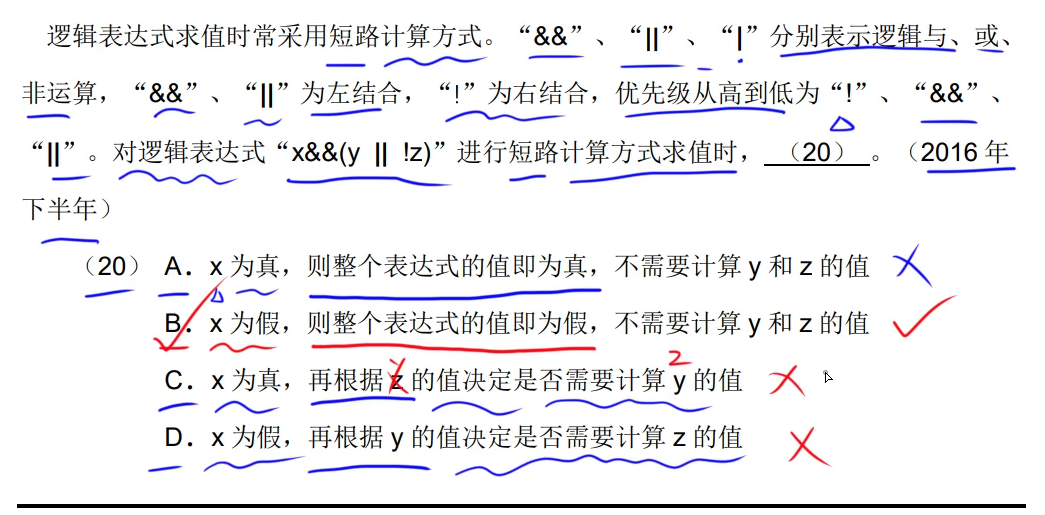 逻辑表达式求值时常采用短路计算方式。“&&”、“||”、“!”分别表示逻辑与、或、
非运算，“&&”、“||”为左结合，“!”为右结合，优先级从高到低为“!”、“&&”、
“||”。对逻辑表达式“x&&(y || !z)”进行短路计算方式求值时，（20）。（2016 年
下半年）
（20） A．x 为真，则整个表达式的值即为真，不需要计算 y 和 z 的值
B．x 为假，则整个表达式的值即为假，不需要计算 y 和 z 的值
2
C．x 为真，再根据 z 的值决定是否需要计算 y 的值
D．x 为假，再根据 y 的值决定是否需要计算 z 的值